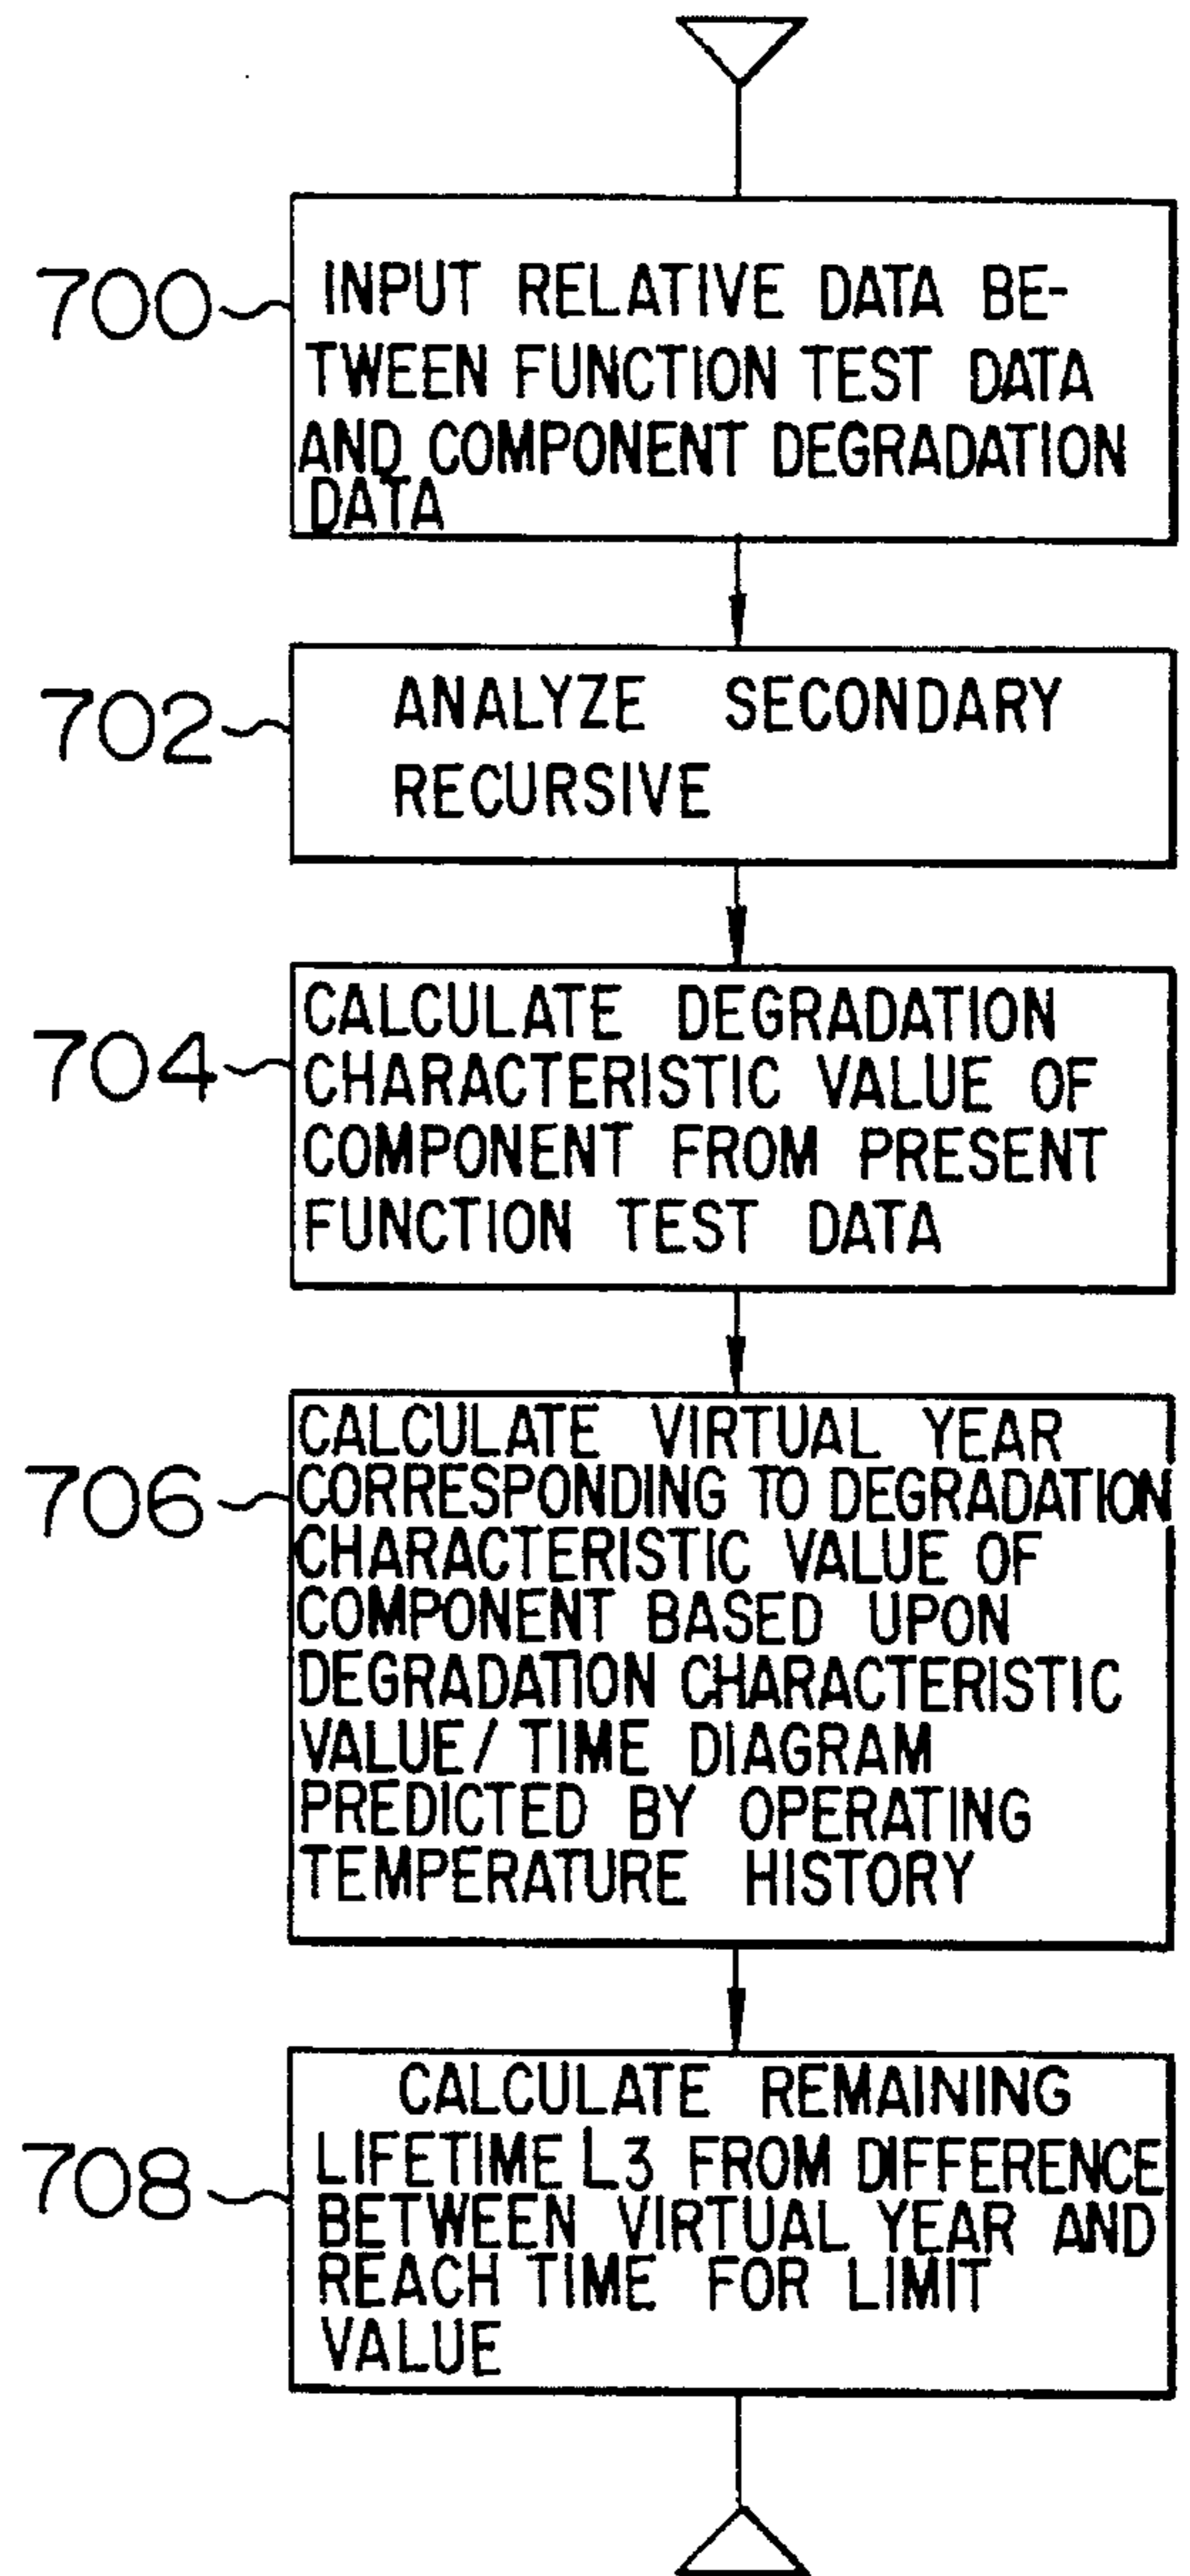 700
INPUT RELATIVE DATA BE-
TWEEN FUNCTION TEST DATA
AND COMPONENT DEGRADATION
DATA
702
ANALYZE SECONDARY
RECURSIVE
704
CALCULATE DEGRADATION
CHARACTERISTIC VALUE OF
COMPONENT FROM PRESENT
FUNCTION TEST DATA
706
CALCULATE VIRTUAL YEAR
CORRESPONDING TO DEGRADATION
CHARACTERISTIC VALUE OF
COMPONENT BASED UPON
DEGRADATION CHARACTERISTIC
VALUE/ TIME DIAGRAM
PREDICTED BY OPERATING
TEMPERATURE HISTORY
708
CALCULATE REMAINING
LIFETIME L3 FROM DIFFERENCE
BETWEEN VIRTUAL YEAR AND
REACH TIME FOR LIMIT
VALUE